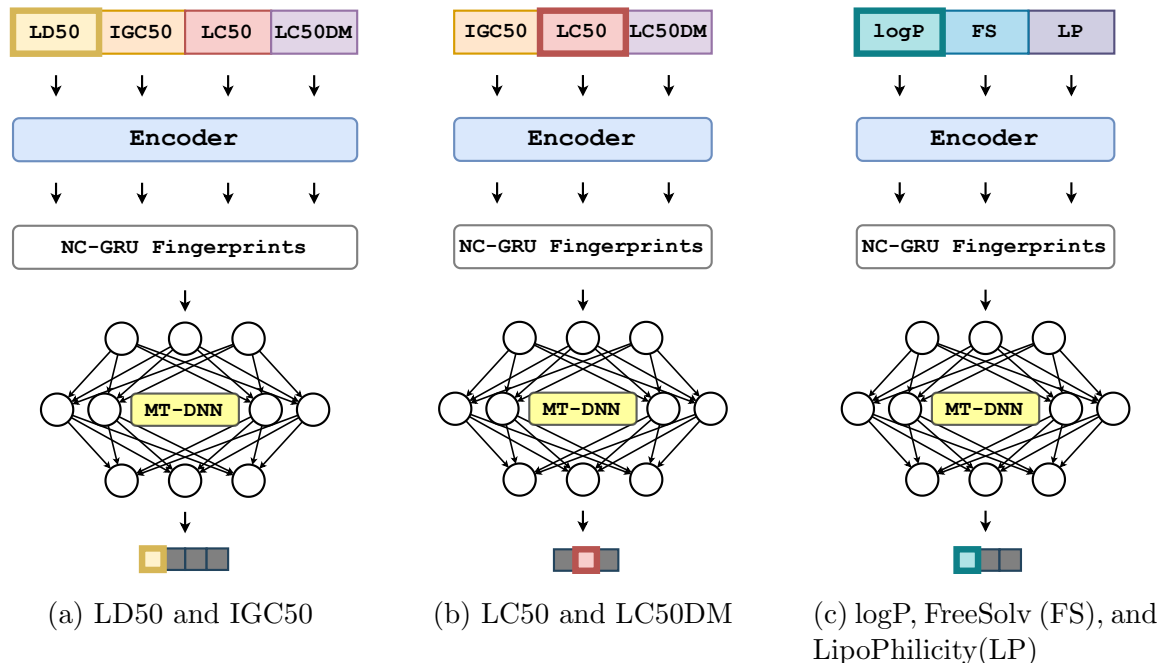 LD50 IGC50 LC50 LC50DM
Encoder
NC-GRU Fingerprints
MT-DNN
(a) LD50 and IGC50
IGC50 LC50 LC50DM
Encoder
NC-GRU Fingerprints
MT-DNN
(b) LC50 and LC50DM
logP FS LP
Encoder
NC-GRU Fingerprints
MT-DNN
(c) logP, FreeSolv (FS), and
LipoPhilicity(LP)